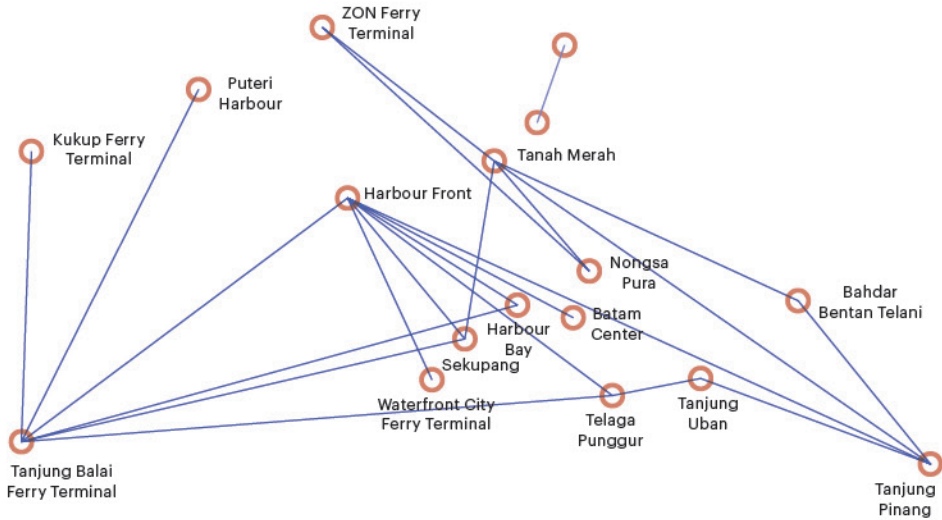 ZON Ferry
Terminal
Puteri
Harbour
Kukup Ferry
Terminal
Tanah Merah
Harbour Front
Nongsa
Pura
Bahdar
Bentan Telani
Harbour
Bay
Batam
Center
Sekupang
Waterfront City
Ferry Terminal
Telaga
Punggur
Tanjung
Uban
Tanjung Balai
Ferry Terminal
Tanjung
Pinang